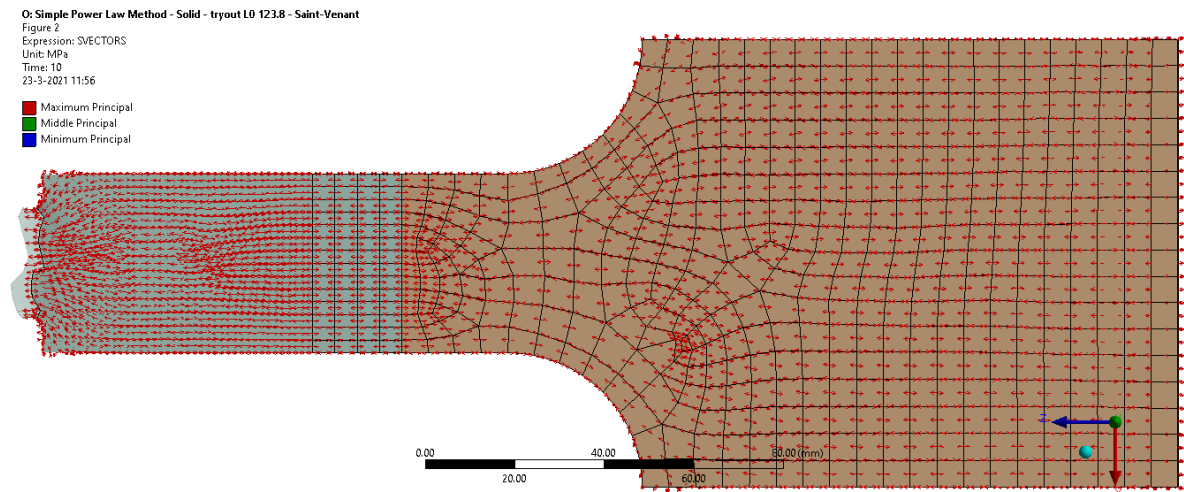 O: Simple Power Law Method - Solid - tryout L0 123.8 - Saint-Venant
Figure 2
Expression: SVECTORS
Unit: MPa
Time: 10
23-3-2021 11:56
Maximum Principal
Middle Principal
Minimum Principal
Z
0.00 40.00 80.00 (mm)
20.00 60.00